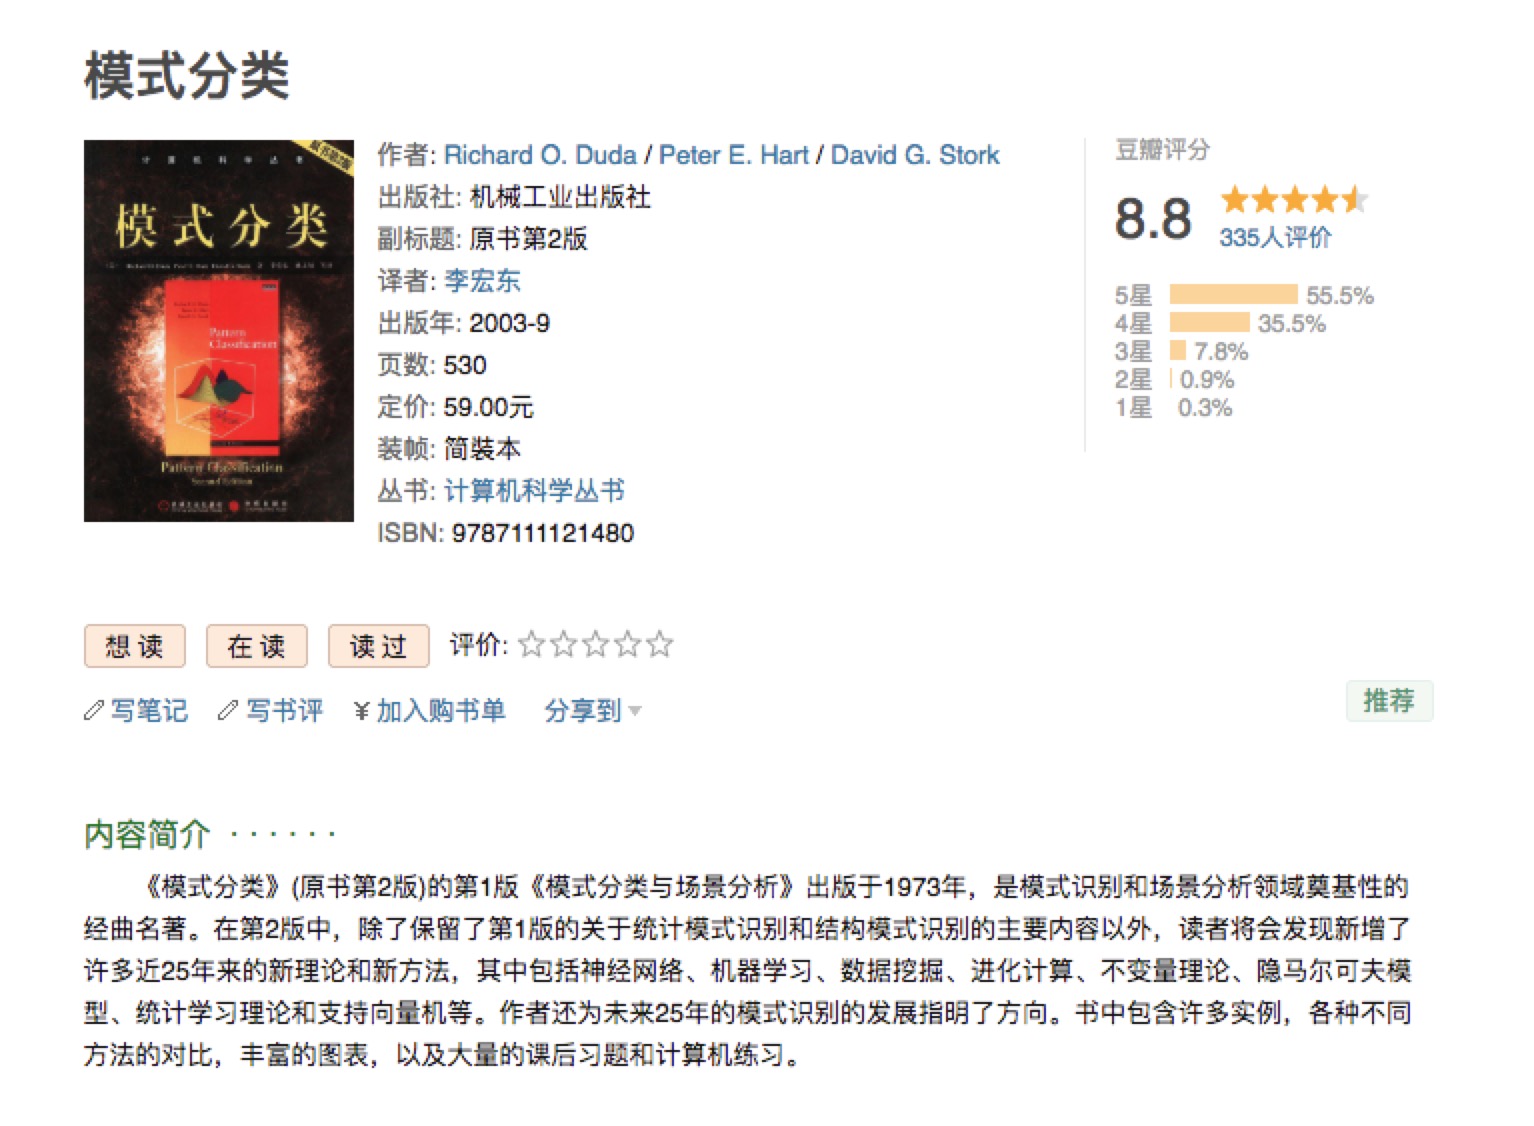 模式分类
计算机科学丛书
原书第2版
模式分类
Pattern
Classification
Pattern Classification
Second Edition
作者: Richard O. Duda / Peter E. Hart / David G. Stork
出版社: 机械工业出版社
副标题: 原书第2版
译者: 李宏东
出版年: 2003-9
页数: 530
定价: 59.00元
装帧: 简裝本
丛书: 计算机科学丛书
ISBN: 9787111121480
豆瓣评分
8.8
335人评价
5星 55.5%
4星 35.5%
3星 7.8%
2星 0.9%
1星 0.3%
想读 在读 读过 评价:
写笔记 写书评 ¥加入购书单 分享到
推荐
内容简介 · · · · · ·
《模式分类》(原书第2版)的第1版《模式分类与场景分析》出版于1973年，是模式识别和场景分析领域奠基性的
经曲名著。在第2版中，除了保留了第1版的关于统计模式识别和结构模式识别的主要内容以外，读者将会发现新增了
许多近25年来的新理论和新方法，其中包括神经网络、机器学习、数据挖掘、进化计算、不变量理论、隐马尔可夫模
型、统计学习理论和支持向量机等。作者还为未来25年的模式识别的发展指明了方向。书中包含许多实例，各种不同
方法的对比，丰富的图表，以及大量的课后习题和计算机练习。